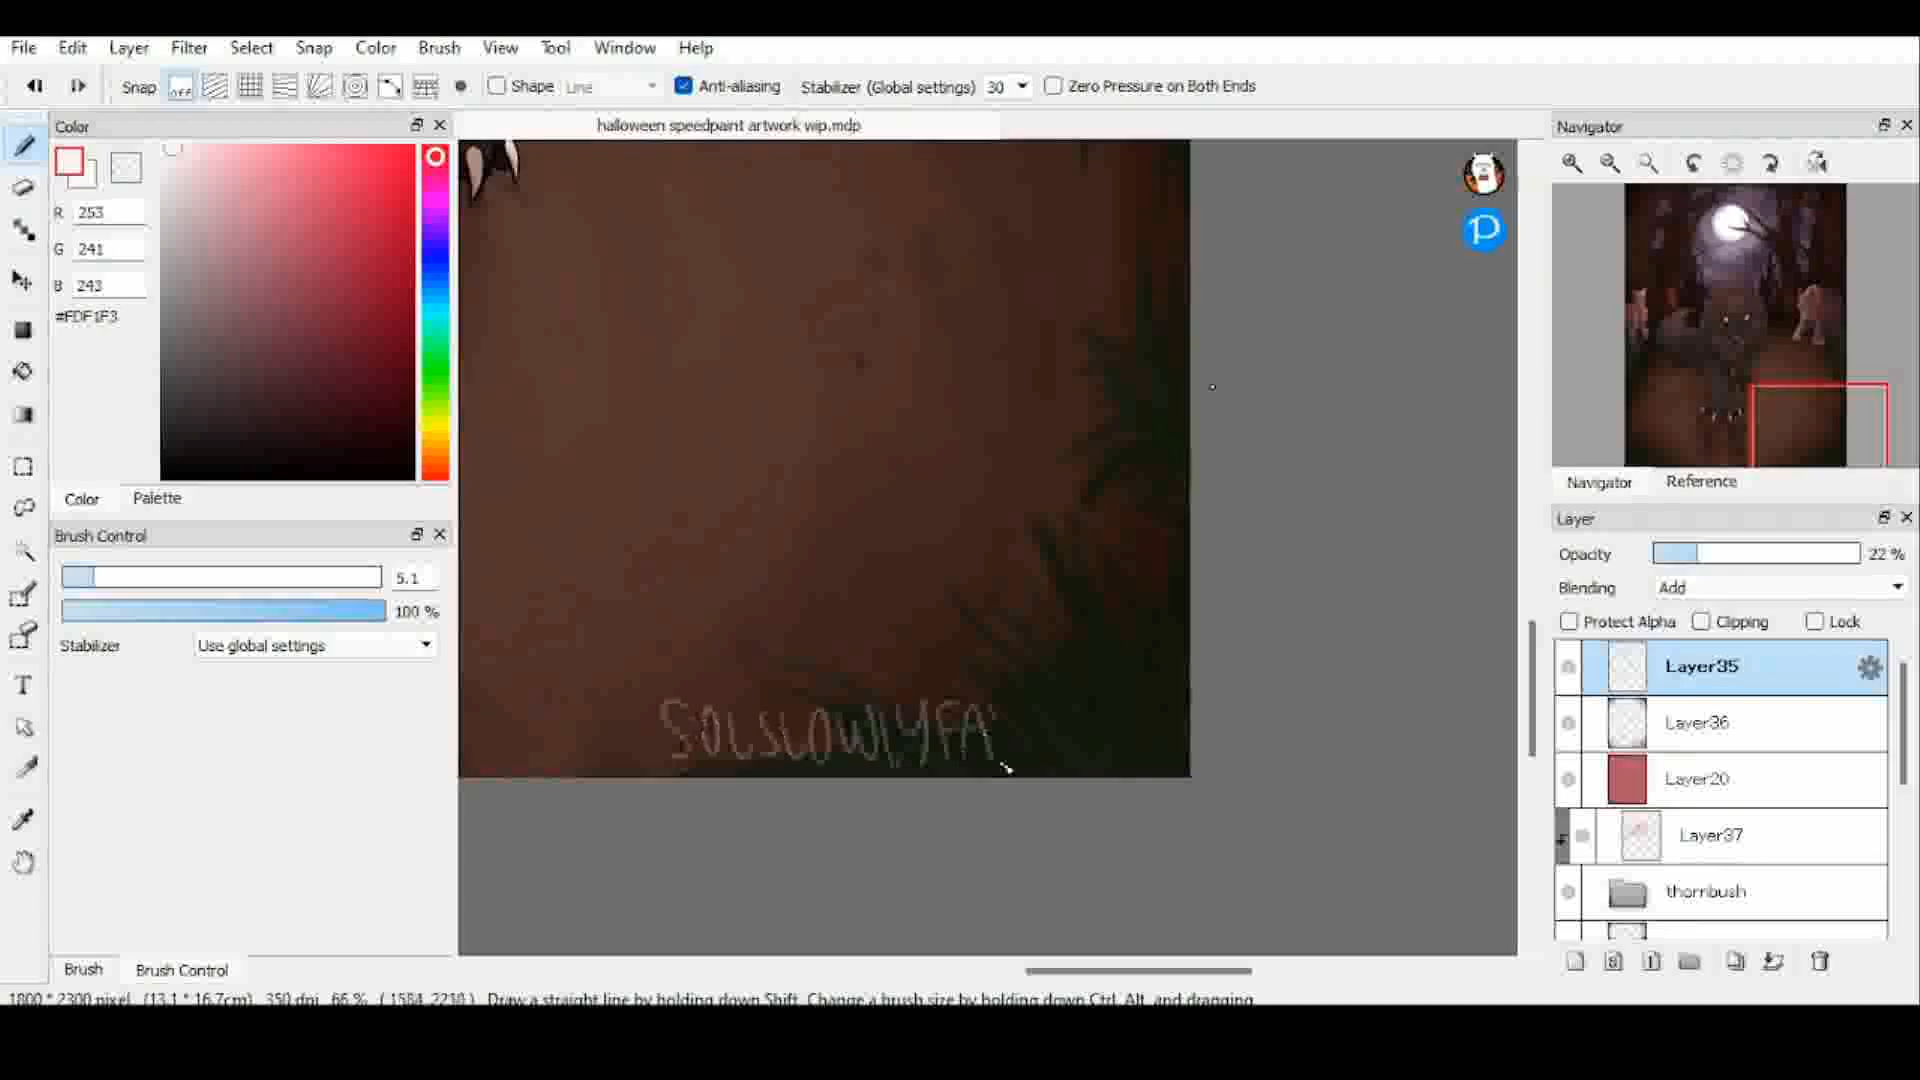 File Edit Layer Filter Select Snap Color Brush View Tool Window Help
Snap OFF Shape Line Anti-aliasing Stabilizer (Global settings) 30 Zero Pressure on Both Ends
Color
halloween speedpaint artwork wip.mdp
Navigator
R 253
G 241
B 243
#FDF1F3
Color Palette
Navigator Reference
Brush Control
Layer
5.1
100 %
Stabilizer Use global settings
Opacity 22 %
Blending Add
Protect Alpha Clipping Lock
Layer35
Layer36
Layer20
Layer37
thornbush
SOLSLOWLYFA
Brush Brush Control
1800 * 2300 pixel (13.1 * 16.7cm) 350 dpi 66 % Draw a straight line by holding down Shift, Change a brush size by holding down Ctrl, Alt, and dragging